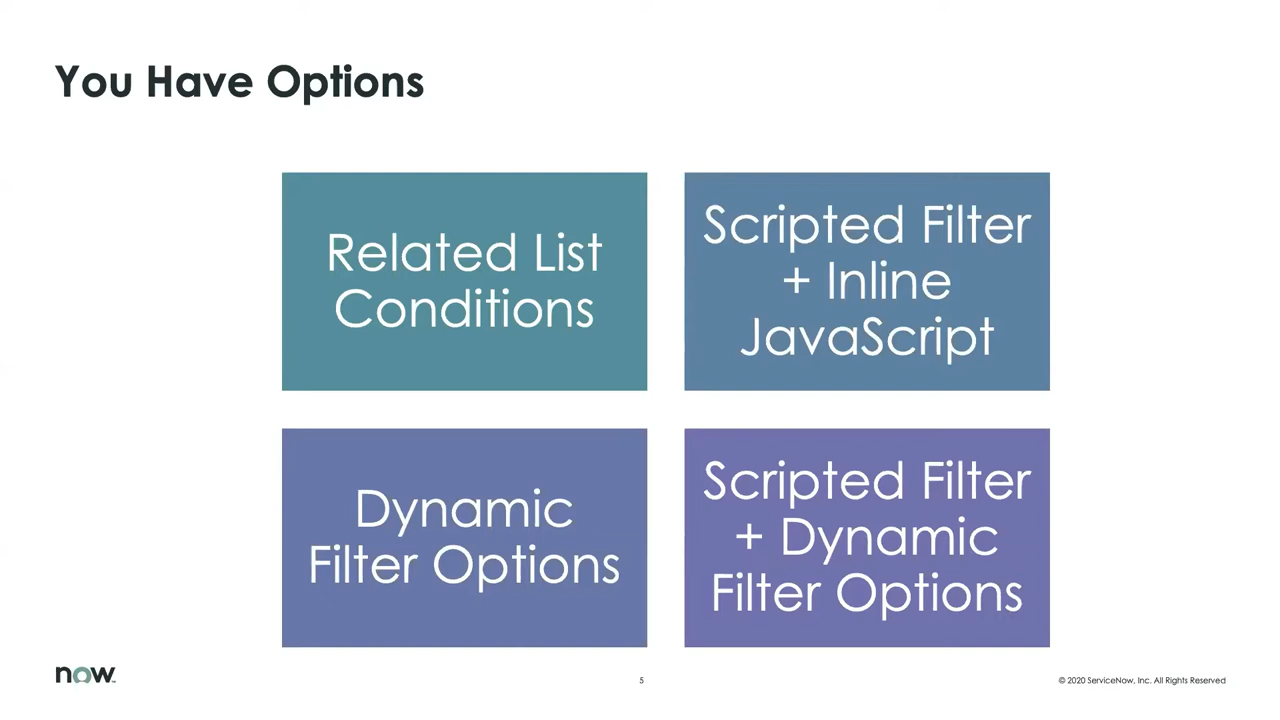 You Have Options
Related List
Conditions
Scripted Filter
+ Inline
JavaScript
Dynamic
Filter Options
Scripted Filter
+ Dynamic
Filter Options
now™
5
© 2020 ServiceNow, Inc. All Rights Reserved